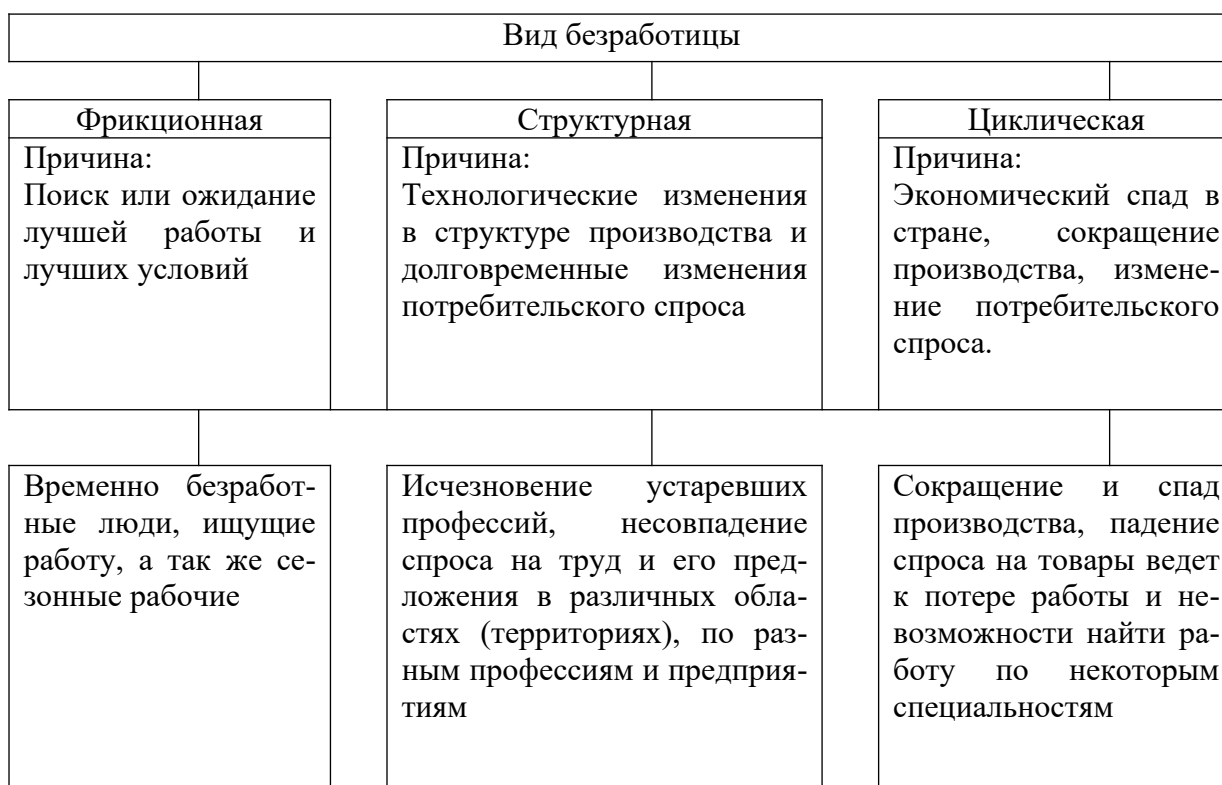 Вид безработицы
Фрикционная
Причина:
Поиск или ожидание
лучшей работы и
лучших условий
Структурная
Причина:
Технологические изменения
в структуре производства и
долговременные изменения
потребительского спроса
Циклическая
Причина:
Экономический спад в
стране, сокращение
производства, измене-
ние потребительского
спроса.
Временно безработ-
ные люди, ищущие
работу, а так же се-
зонные рабочие
Исчезновение устаревших
профессий, несовпадение
спроса на труд и его пред-
ложения в различных обла-
стях (территориях), по раз-
ным профессиям и предприя-
тиям
Сокращение и спад
производства, падение
спроса на товары ведет
к потере работы и не-
возможности найти ра-
боту по некоторым
специальностям